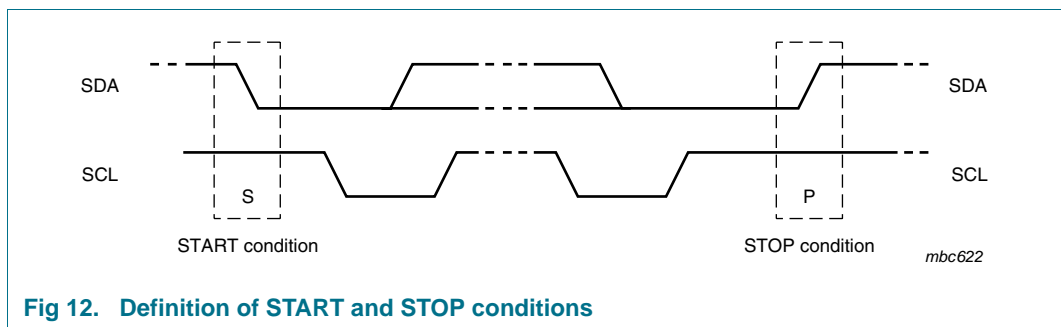 SDA SDA
SCL SCL
S P
START condition STOP condition
mbc622
Fig 12. Definition of START and STOP conditions